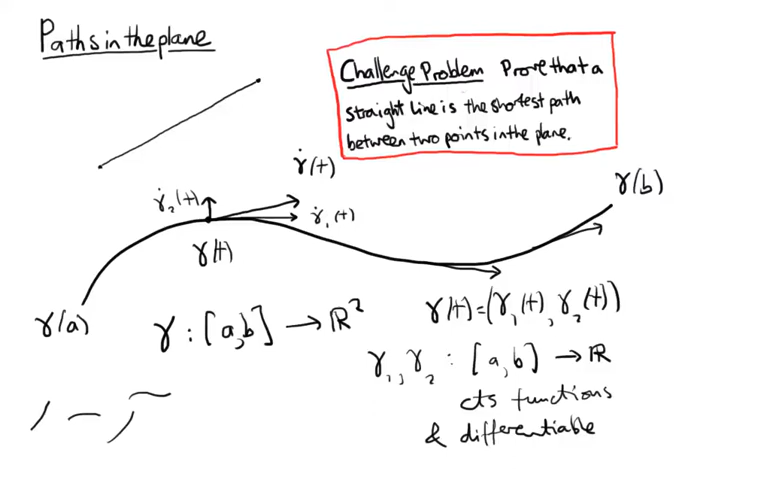 Paths in the plane
Challenge Problem Prove that a
straight line is the shortest path
between two points in the plane.
γ̇(t)
γ̇₂(t)
γ̇₁(t)
γ(b)
γ(t)
γ(a)
γ : [a,b] → ℝ²
γ(t)=(γ₁(t),γ₂(t))
γ₁,γ₂ : [a,b] → ℝ
cts functions
& differentiable